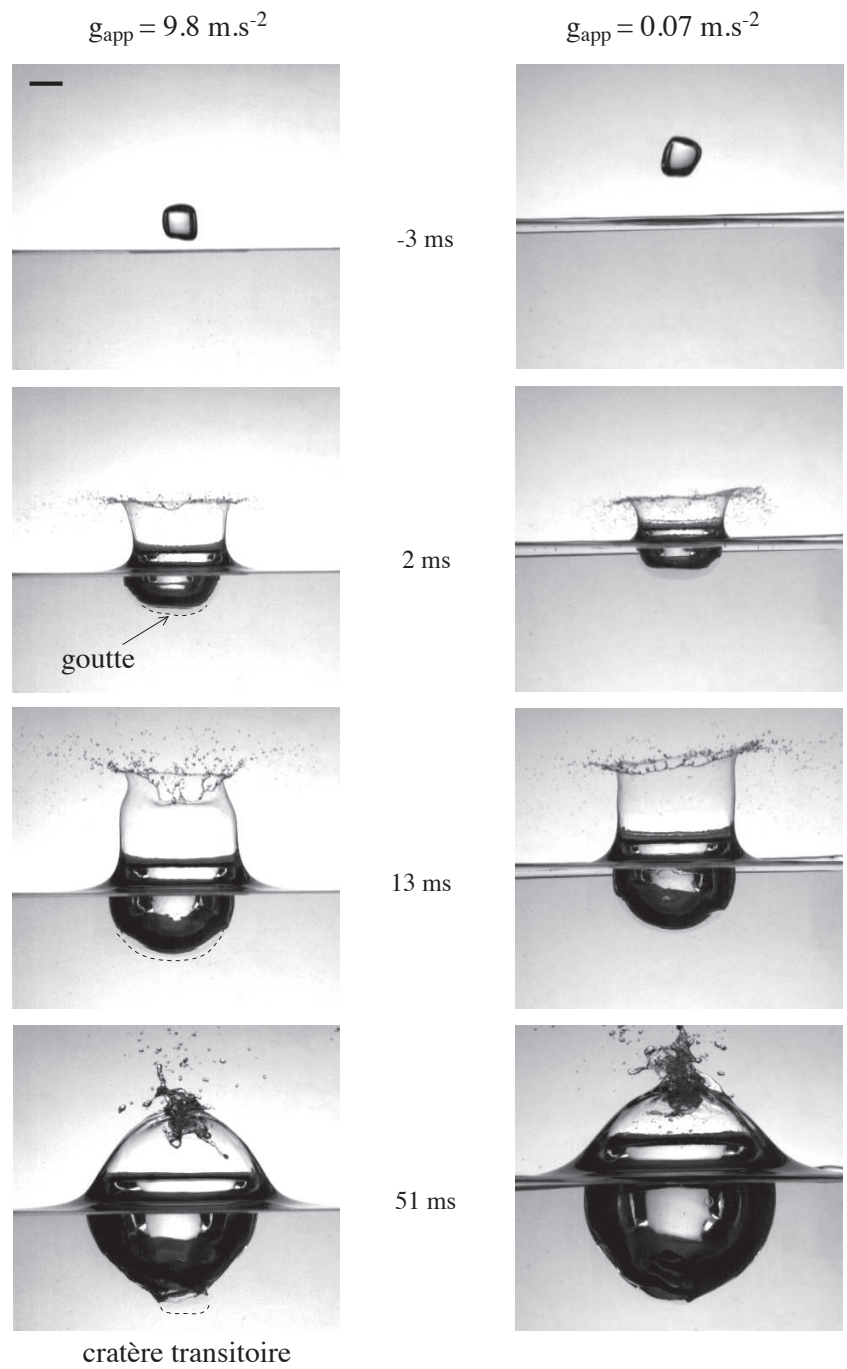 g_app = 9.8 m.s^-2
g_app = 0.07 m.s^-2
-3 ms
2 ms
goutte
13 ms
51 ms
cratère transitoire